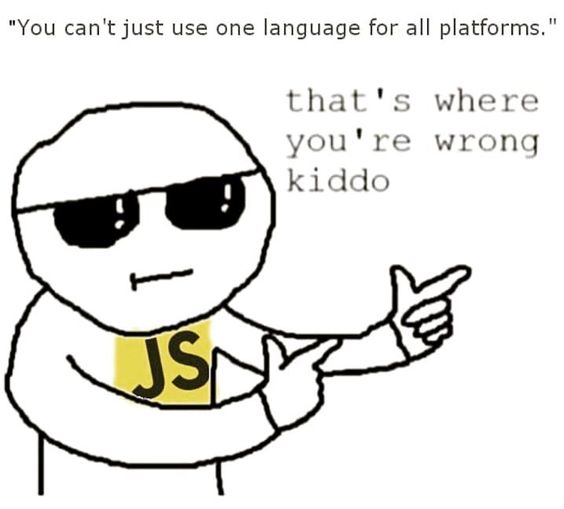 "You can't just use one language for all platforms."
that's where
you're wrong
kiddo
JS